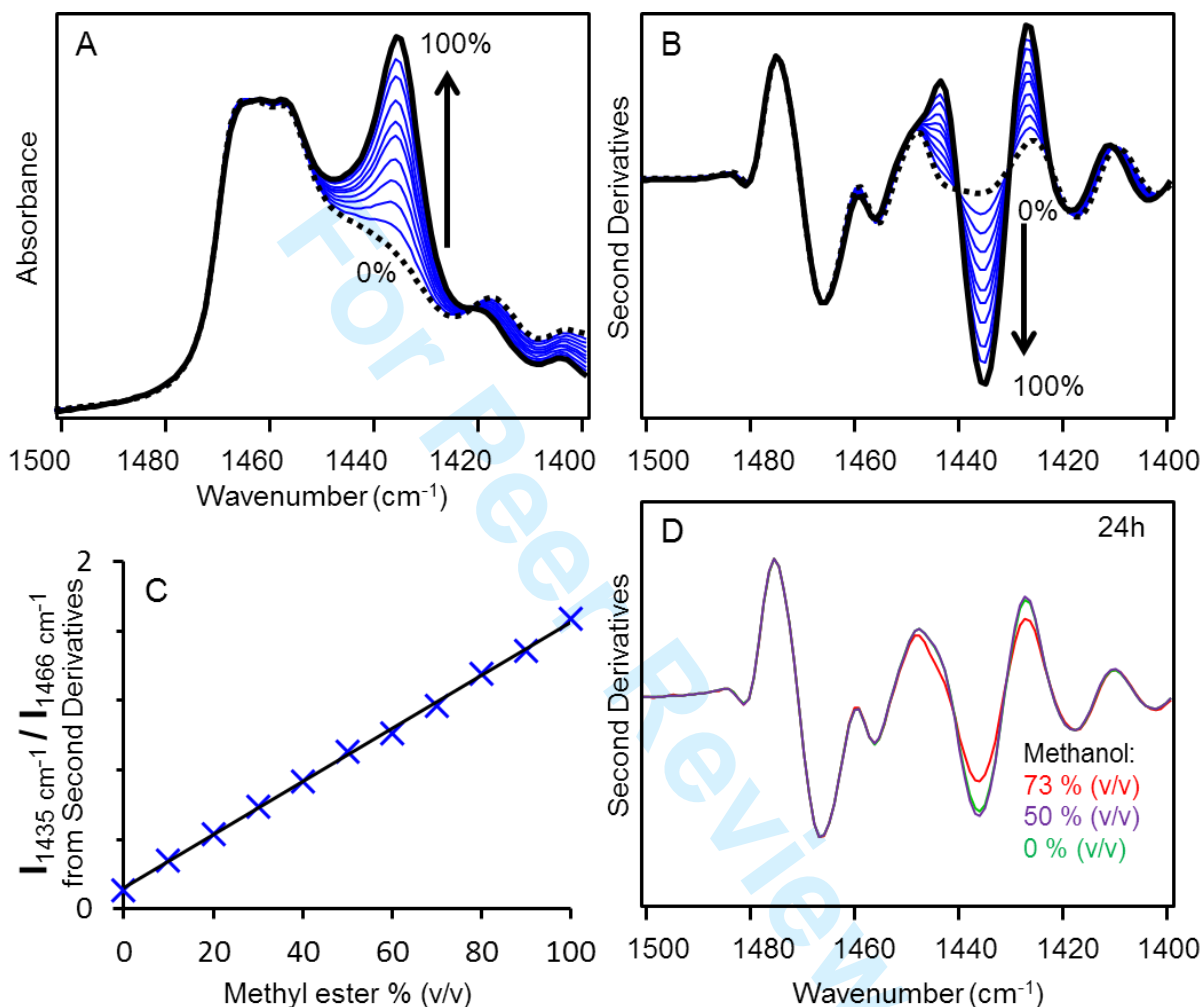 A
100%
0%
Absorbance
1500 1480 1460 1440 1420 1400
Wavenumber (cm-1)
B
0%
100%
Second Derivatives
1500 1480 1460 1440 1420 1400
C
2
0
I1435 cm-1 / I1466 cm-1
from Second Derivatives
0 20 40 60 80 100
Methyl ester % (v/v)
D
24h
Methanol:
73 % (v/v)
50 % (v/v)
0 % (v/v)
Second Derivatives
1500 1480 1460 1440 1420 1400
Wavenumber (cm-1)
For Peer Review